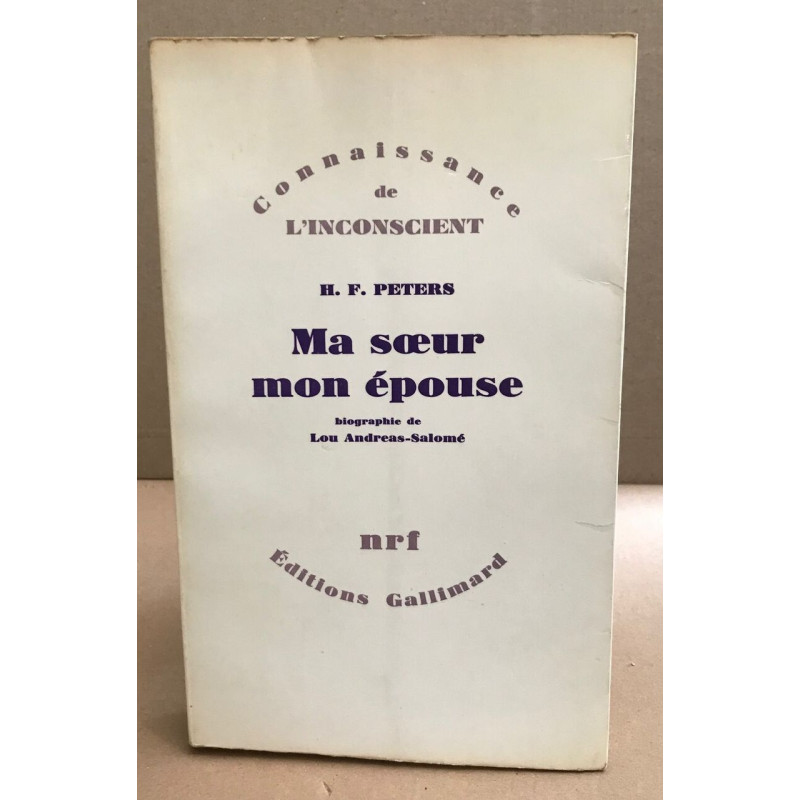 Connaissance
de
L'INCONSCIENT
H. F. PETERS
Ma sœur
mon épouse
biographie de
Lou Andreas-Salomé
nrf
Éditions Gallimard